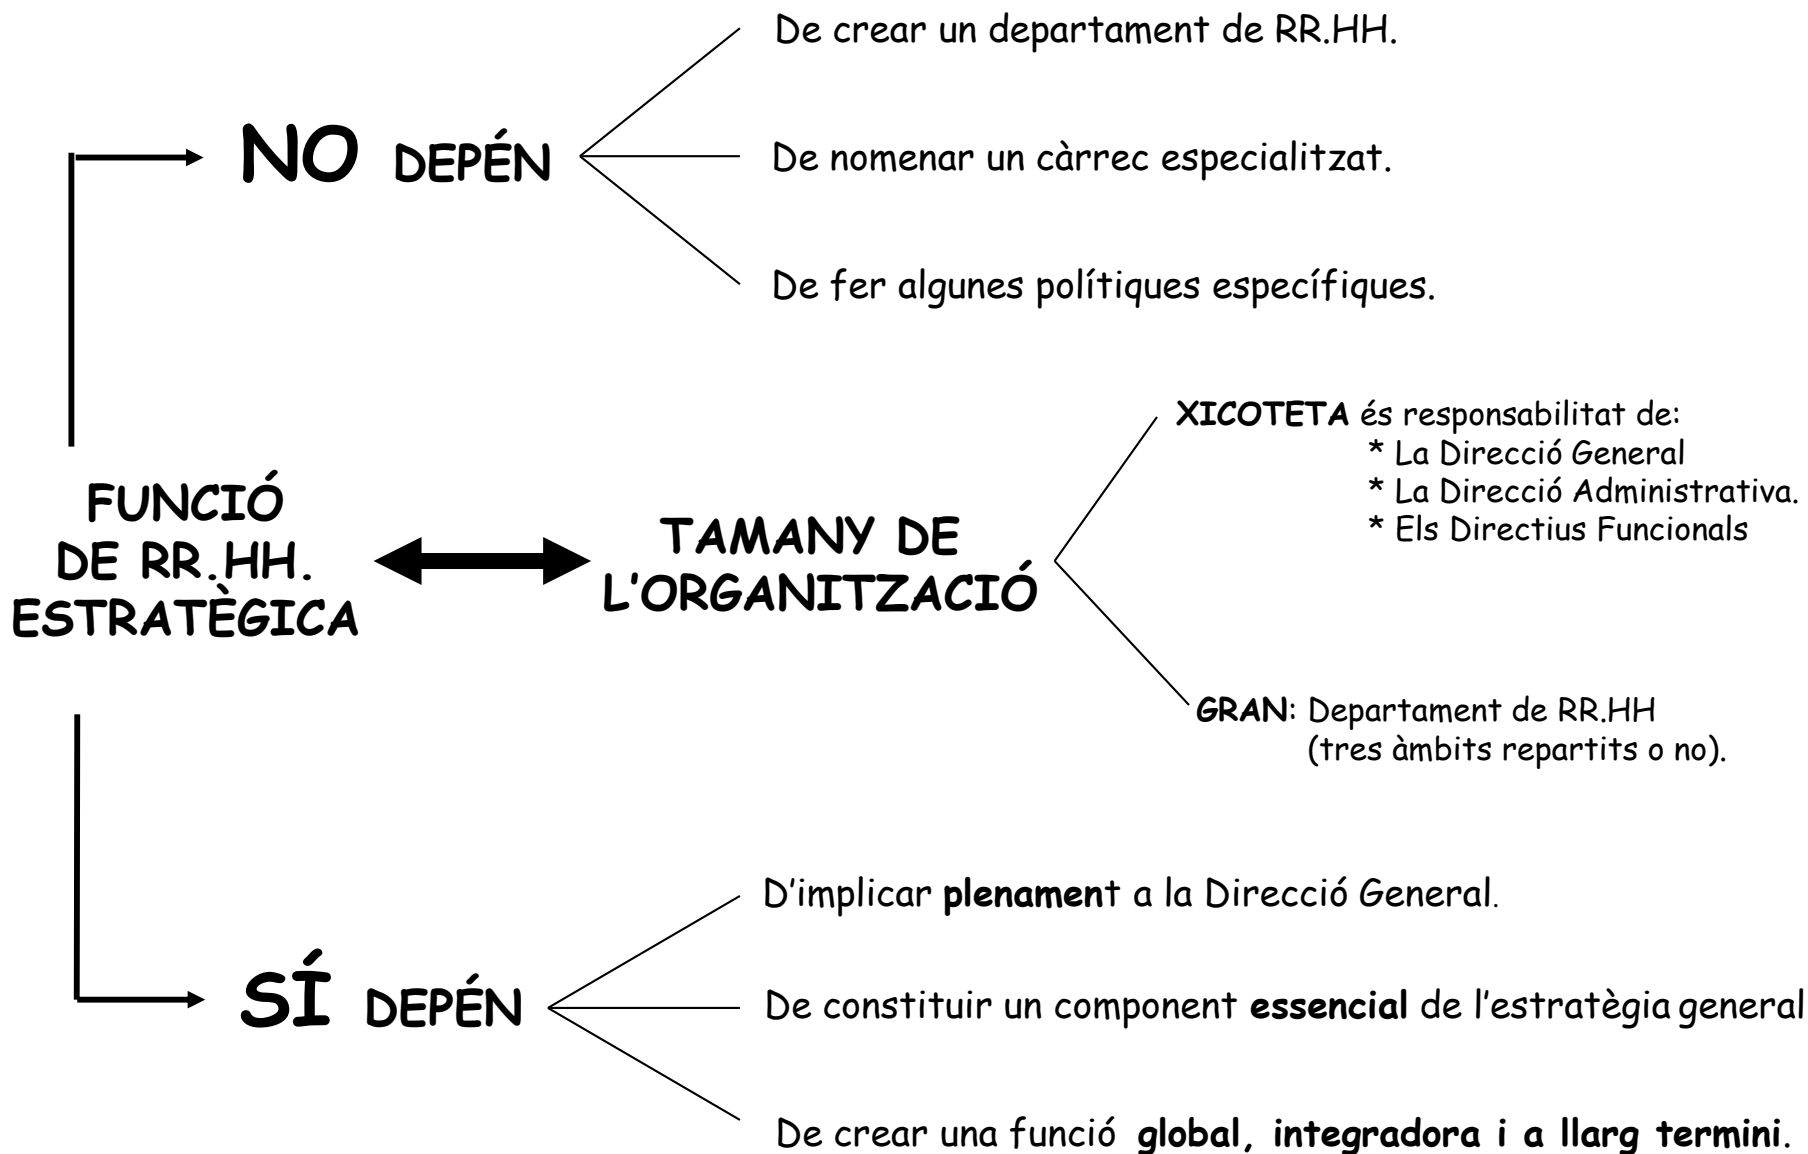 De crear un departament de RR.HH.
NO DEPÉN
De nomenar un càrrec especialitzat.
De fer algunes polítiques específiques.
XICOTETA és responsabilitat de:
* La Direcció General
* La Direcció Administrativa.
* Els Directius Funcionals
FUNCIÓ
DE RR.HH.
ESTRATÈGICA
TAMANY DE
L'ORGANITZACIÓ
GRAN: Departament de RR.HH
(tres àmbits repartits o no).
D'implicar plenament a la Direcció General.
SÍ DEPÉN
De constituir un component essencial de l'estratègia general
De crear una funció global, integradora i a llarg termini.